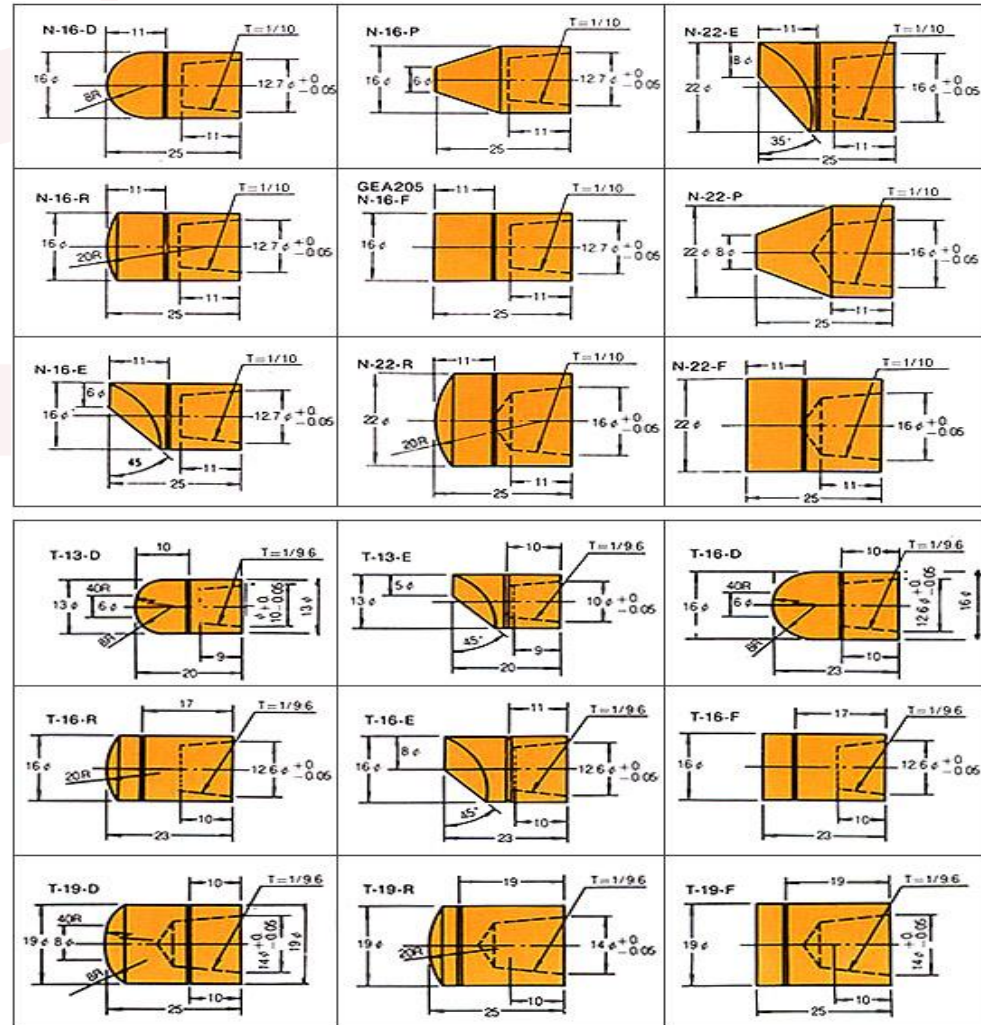 N-16-D
11
T=1/10
16φ
8R
12.7φ +0 -0.05
11
25
N-16-P
T=1/10
16φ
6φ
12.7φ +0 -0.05
11
25
N-22-E
11
T=1/10
8φ
22φ
16φ +0 -0.05
35°
11
25
N-16-R
11
T=1/10
16φ
20R
12.7φ +0 -0.05
11
25
GEA205
N-16-F
11
T=1/10
16φ
12.7φ +0 -0.05
11
25
N-22-P
T=1/10
22φ
8φ
16φ +0 -0.05
11
25
N-16-E
11
T=1/10
6φ
16φ
12.7φ +0 -0.05
45
11
25
N-22-R
11
T=1/10
22φ
20R
16φ +0 -0.05
11
25
N-22-F
11
T=1/10
22φ
16φ +0 -0.05
11
25
T-13-D
10
T=1/9.6
40R
13φ
6φ
8R
φ+0
10-0.05
13φ
9
20
T-13-E
10
T=1/9.6
5φ
13φ
10φ +0 -0.05
45°
9
20
T-16-D
10
T=1/9.6
40R
16φ
6φ
8R
12.6φ +0 -0.05
16φ
10
23
T-16-R
17
T=1/9.6
16φ
20R
12.6φ +0 -0.05
10
23
T-16-E
11
T=1/9.6
8φ
16φ
12.6φ +0 -0.05
45°
10
23
T-16-F
17
T=1/9.6
16φ
12.6φ +0 -0.05
10
23
T-19-D
10
T=1/9.6
40R
19φ
8φ
8R
14φ +0 -0.05
19φ
10
25
T-19-R
19
T=1/9.6
19φ
20R
14φ +0 -0.05
10
25
T-19-F
19
T=1/9.6
19φ
14φ +0 -0.05
10
25